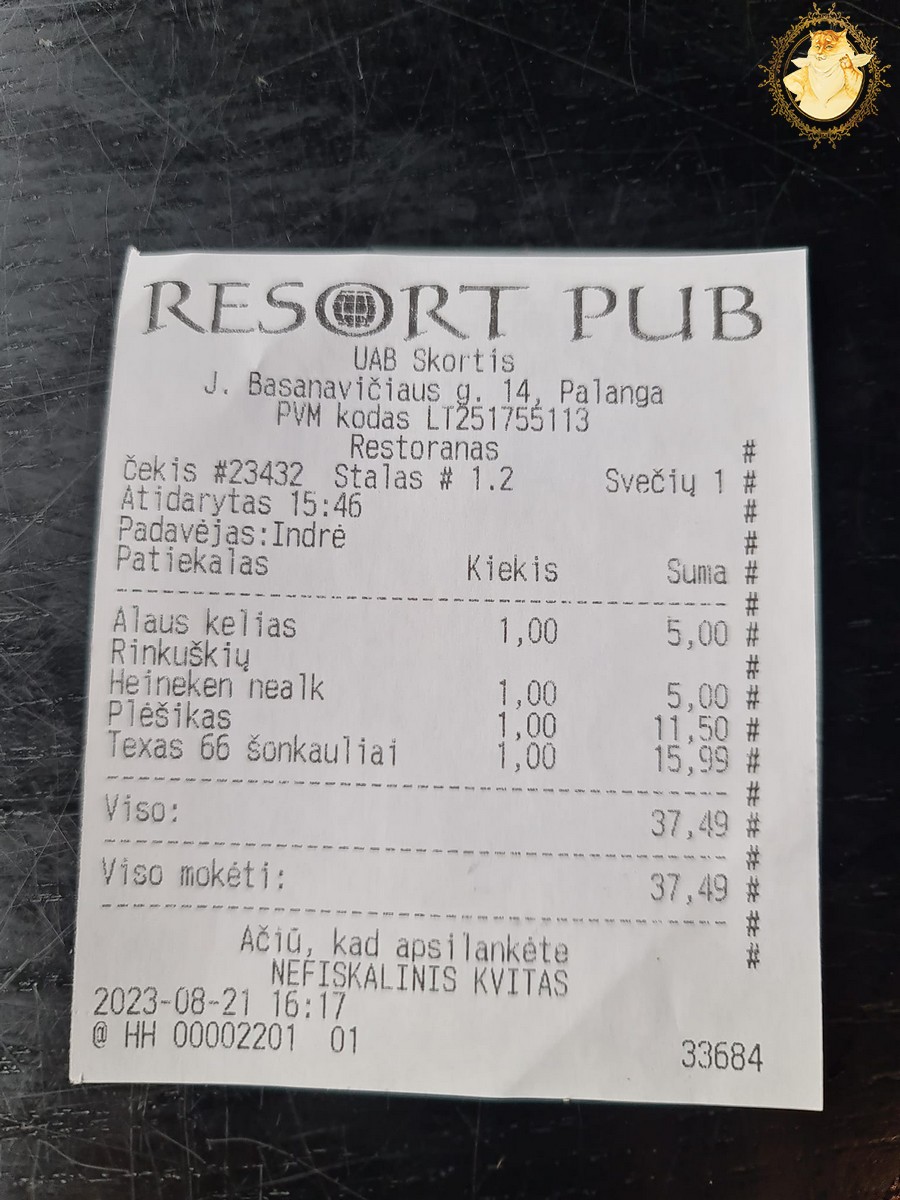 RESORT PUB
UAB Skortis
J. Basanavičiaus g. 14, Palanga
PVM kodas LT251755113
Restoranas #
Čekis #23432 Stalas # 1.2 Svečių 1 #
Atidarytas 15:46 #
Padavėjas:Indrė #
Patiekalas Kiekis Suma #
-------------------------------------------- #
Alaus kelias 1,00 5,00 #
Rinkuškių #
Heineken nealk 1,00 5,00 #
Plėšikas 1,00 11,50 #
Texas 66 šonkauliai 1,00 15,99 #
-------------------------------------------- #
Viso: 37,49 #
-------------------------------------------- #
Viso mokėti: 37,49 #
-------------------------------------------- #
Ačiū, kad apsilankėte #
NEFISKALINIS KVITAS
2023-08-21 16:17
@ HH 00002201 01 33684